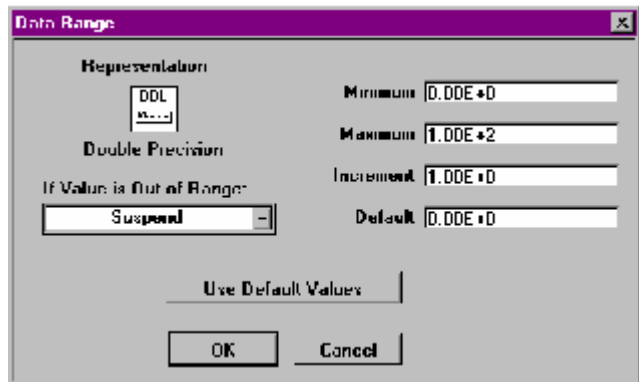 Data Range
Representation
Double Precision
If Value is Out of Range:
Suspend
Minimum 0.00E+0
Maximum 1.00E+2
Increment 1.00E+0
Default 0.00E+0
Use Default Values
OK
Cancel